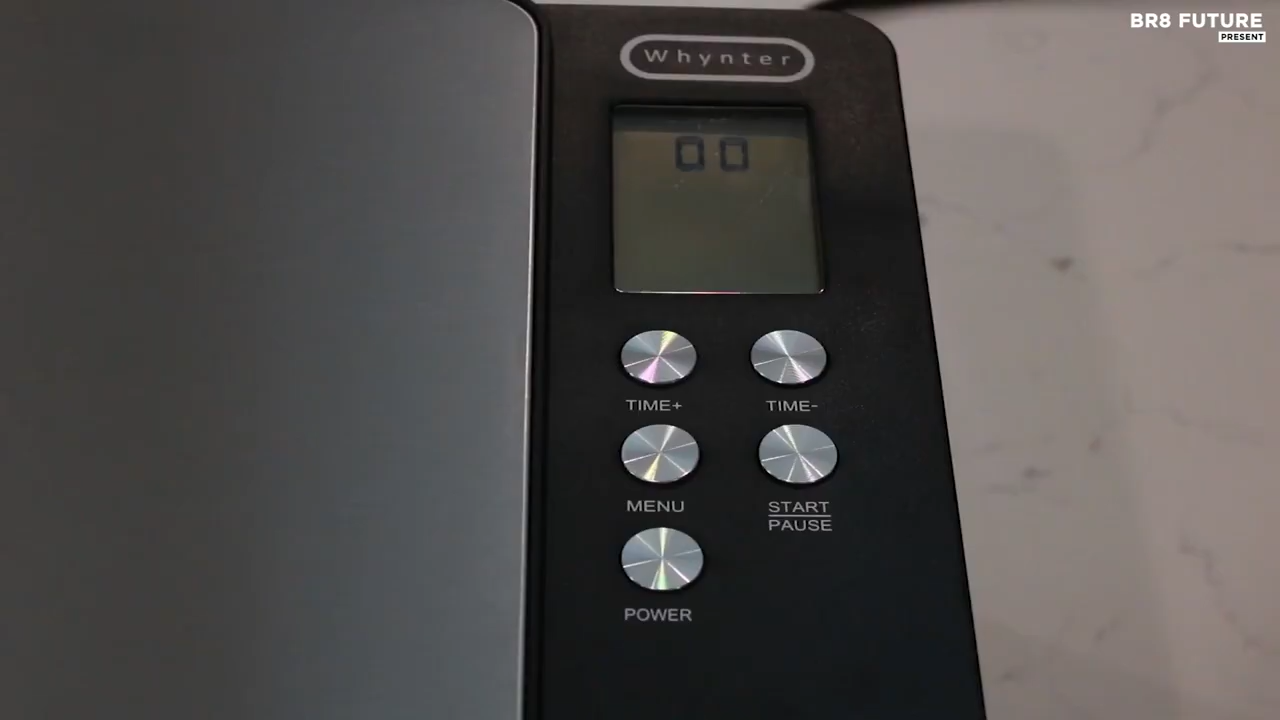 BR8 FUTURE
PRESENT
Whynter
00
TIME+ TIME-
MENU START
PAUSE
POWER